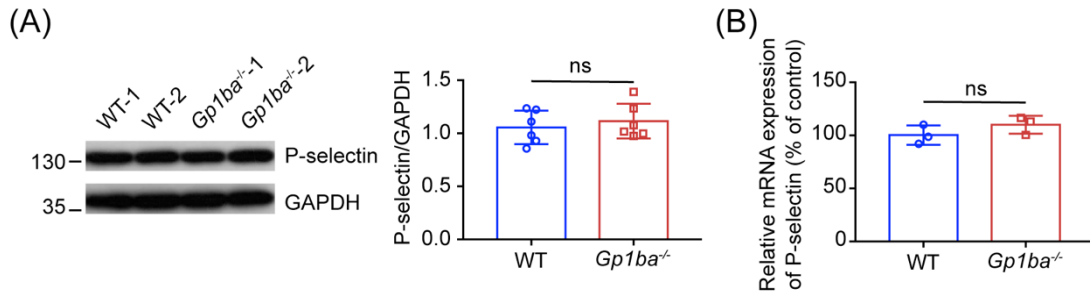 (A)
WT-1
WT-2
Gp1ba-/--1
Gp1ba-/--2
130
P-selectin
35
GAPDH
P-selectin/GAPDH
1.5
1.0
0.5
0.0
ns
WT
Gp1ba-/-
(B)
Relative mRNA expression
of P-selectin (% of control)
150
100
50
0
ns
WT
Gp1ba-/-